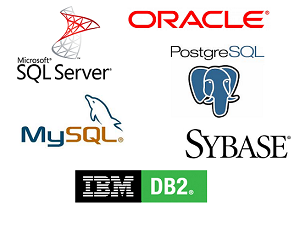 ORACLE®
Microsoft®
SQL Server®
PostgreSQL
MySQL®
SYBASE®
IBM DB2®